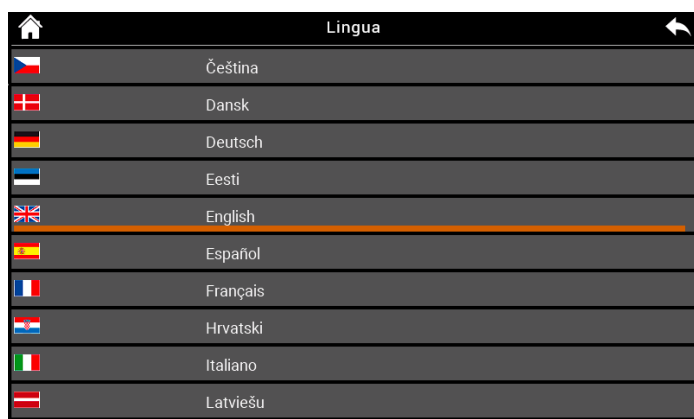 Lingua
Čeština
Dansk
Deutsch
Eesti
English
Español
Français
Hrvatski
Italiano
Latviešu